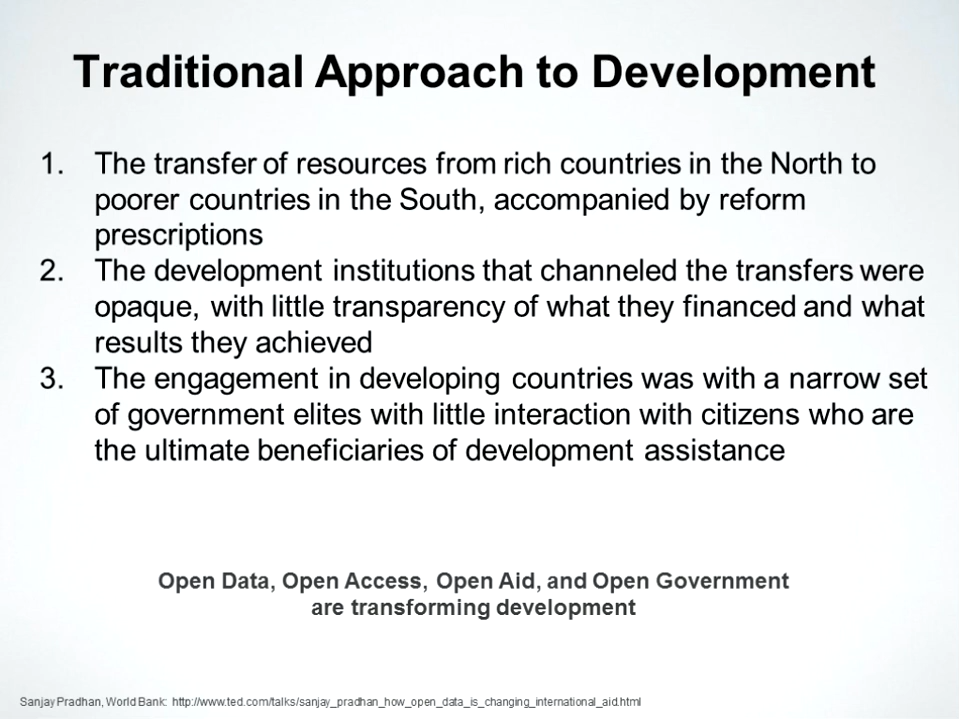 Traditional Approach to Development
1. The transfer of resources from rich countries in the North to
poorer countries in the South, accompanied by reform
prescriptions
2. The development institutions that channeled the transfers were
opaque, with little transparency of what they financed and what
results they achieved
3. The engagement in developing countries was with a narrow set
of government elites with little interaction with citizens who are
the ultimate beneficiaries of development assistance
Open Data, Open Access, Open Aid, and Open Government
are transforming development
Sanjay Pradhan, World Bank: http://www.ted.com/talks/sanjay_pradhan_how_open_data_is_changing_international_aid.html